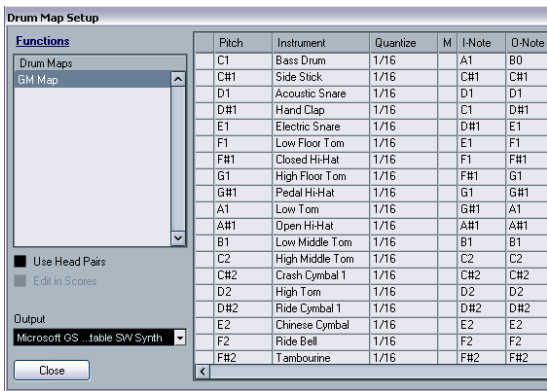 Drum Map Setup
Functions
Drum Maps
GM Map
Use Head Pairs
Edit in Scores
Output
Microsoft GS ...table SW Synth
Close
Pitch Instrument Quantize M I-Note O-Note
C1 Bass Drum 1/16 A1 B0
C#1 Side Stick 1/16 C#1 C#1
D1 Acoustic Snare 1/16 D1 D1
D#1 Hand Clap 1/16 C1 D#1
E1 Electric Snare 1/16 D#1 E1
F1 Low Floor Tom 1/16 E1 F1
F#1 Closed Hi-Hat 1/16 F1 F#1
G1 High Floor Tom 1/16 F#1 G1
G#1 Pedal Hi-Hat 1/16 G1 G#1
A1 Low Tom 1/16 G#1 A1
A#1 Open Hi-Hat 1/16 A#1 A#1
B1 Low Middle Tom 1/16 B1 B1
C2 High Middle Tom 1/16 C2 C2
C#2 Crash Cymbal 1 1/16 C#2 C#2
D2 High Tom 1/16 D2 D2
D#2 Ride Cymbal 1 1/16 D#2 D#2
E2 Chinese Cymbal 1/16 E2 E2
F2 Ride Bell 1/16 F2 F2
F#2 Tambourine 1/16 F#2 F#2